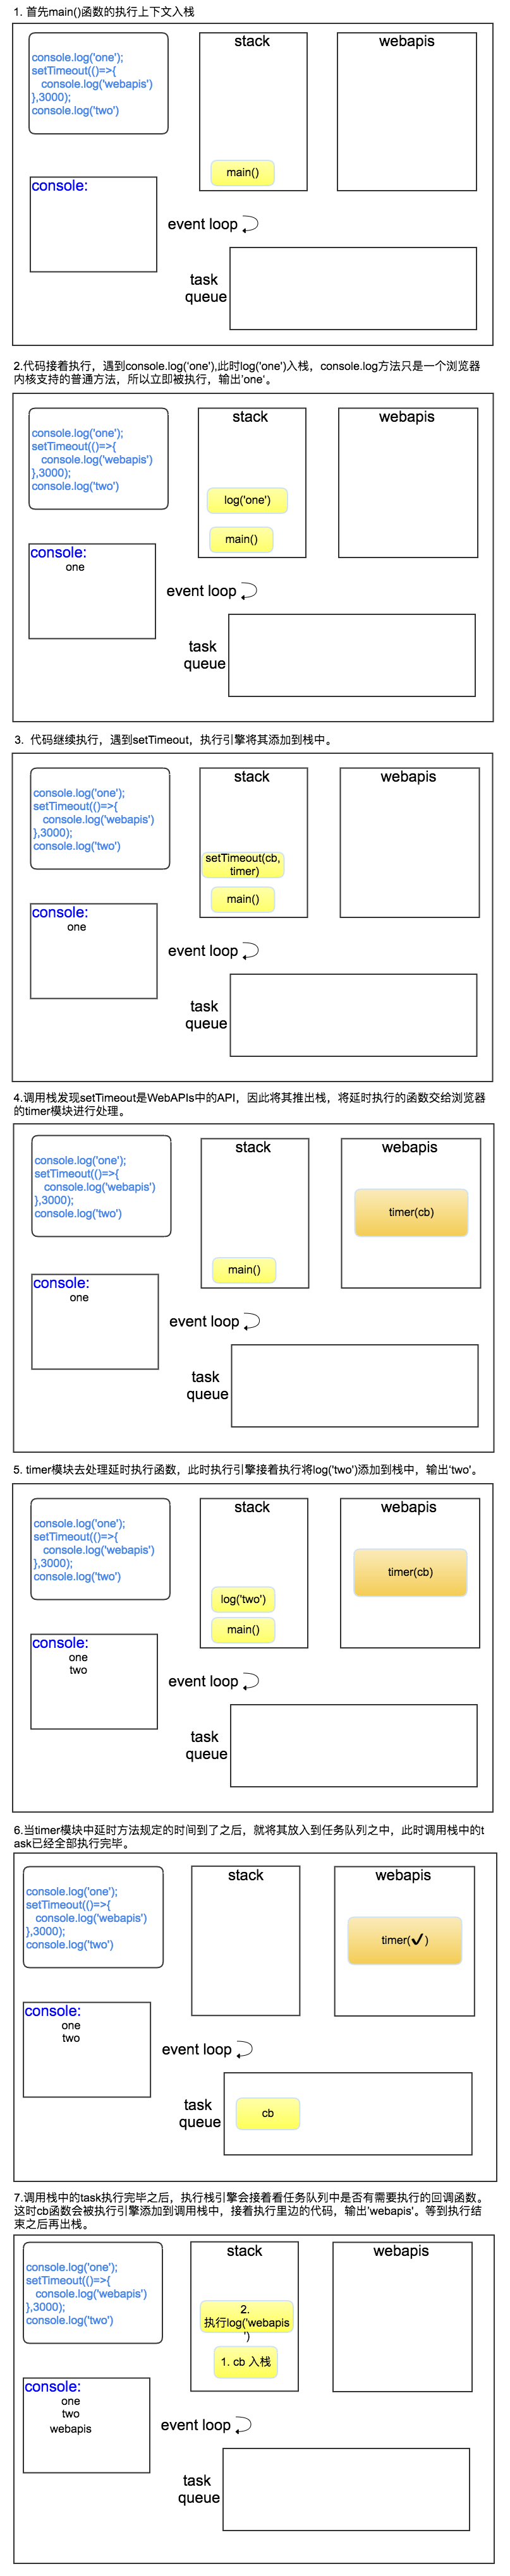 1. 首先main()函数的执行上下文入栈
console.log('one');
setTimeout(()=>{
console.log('webapis')
},3000);
console.log('two')
stack
main()
webapis
console:
event loop
task
queue
2.代码接着执行，遇到console.log('one'),此时log('one')入栈，console.log方法只是一个浏览器
内核支持的普通方法，所以立即被执行，输出'one'。
console.log('one');
setTimeout(()=>{
console.log('webapis')
},3000);
console.log('two')
stack
log('one')
main()
webapis
console:
one
event loop
task
queue
3. 代码继续执行，遇到setTimeout，执行引擎将其添加到栈中。
console.log('one');
setTimeout(()=>{
console.log('webapis')
},3000);
console.log('two')
stack
setTimeout(cb,
timer)
main()
webapis
console:
one
event loop
task
queue
4.调用栈发现setTimeout是WebAPIs中的API，因此将其推出栈，将延时执行的函数交给浏览器
的timer模块进行处理。
console.log('one');
setTimeout(()=>{
console.log('webapis')
},3000);
console.log('two')
stack
main()
webapis
timer(cb)
console:
one
event loop
task
queue
5. timer模块去处理延时执行函数，此时执行引擎接着执行将log('two')添加到栈中，输出'two'。
console.log('one');
setTimeout(()=>{
console.log('webapis')
},3000);
console.log('two')
stack
log('two')
main()
webapis
timer(cb)
console:
one
two
event loop
task
queue
6.当timer模块中延时方法规定的时间到了之后，就将其放入到任务队列之中，此时调用栈中的t
ask已经全部执行完毕。
console.log('one');
setTimeout(()=>{
console.log('webapis')
},3000);
console.log('two')
stack
webapis
timer(✔)
console:
one
two
event loop
task
queue
cb
7.调用栈中的task执行完毕之后，执行栈引擎会接着看任务队列中是否有需要执行的回调函数。
这时cb函数会被执行引擎添加到调用栈中，接着执行里边的代码，输出'webapis'。等到执行结
束之后再出栈。
console.log('one');
setTimeout(()=>{
console.log('webapis')
},3000);
console.log('two')
stack
2.
执行log('webapis
')
1. cb 入栈
webapis
console:
one
two
webapis
event loop
task
queue